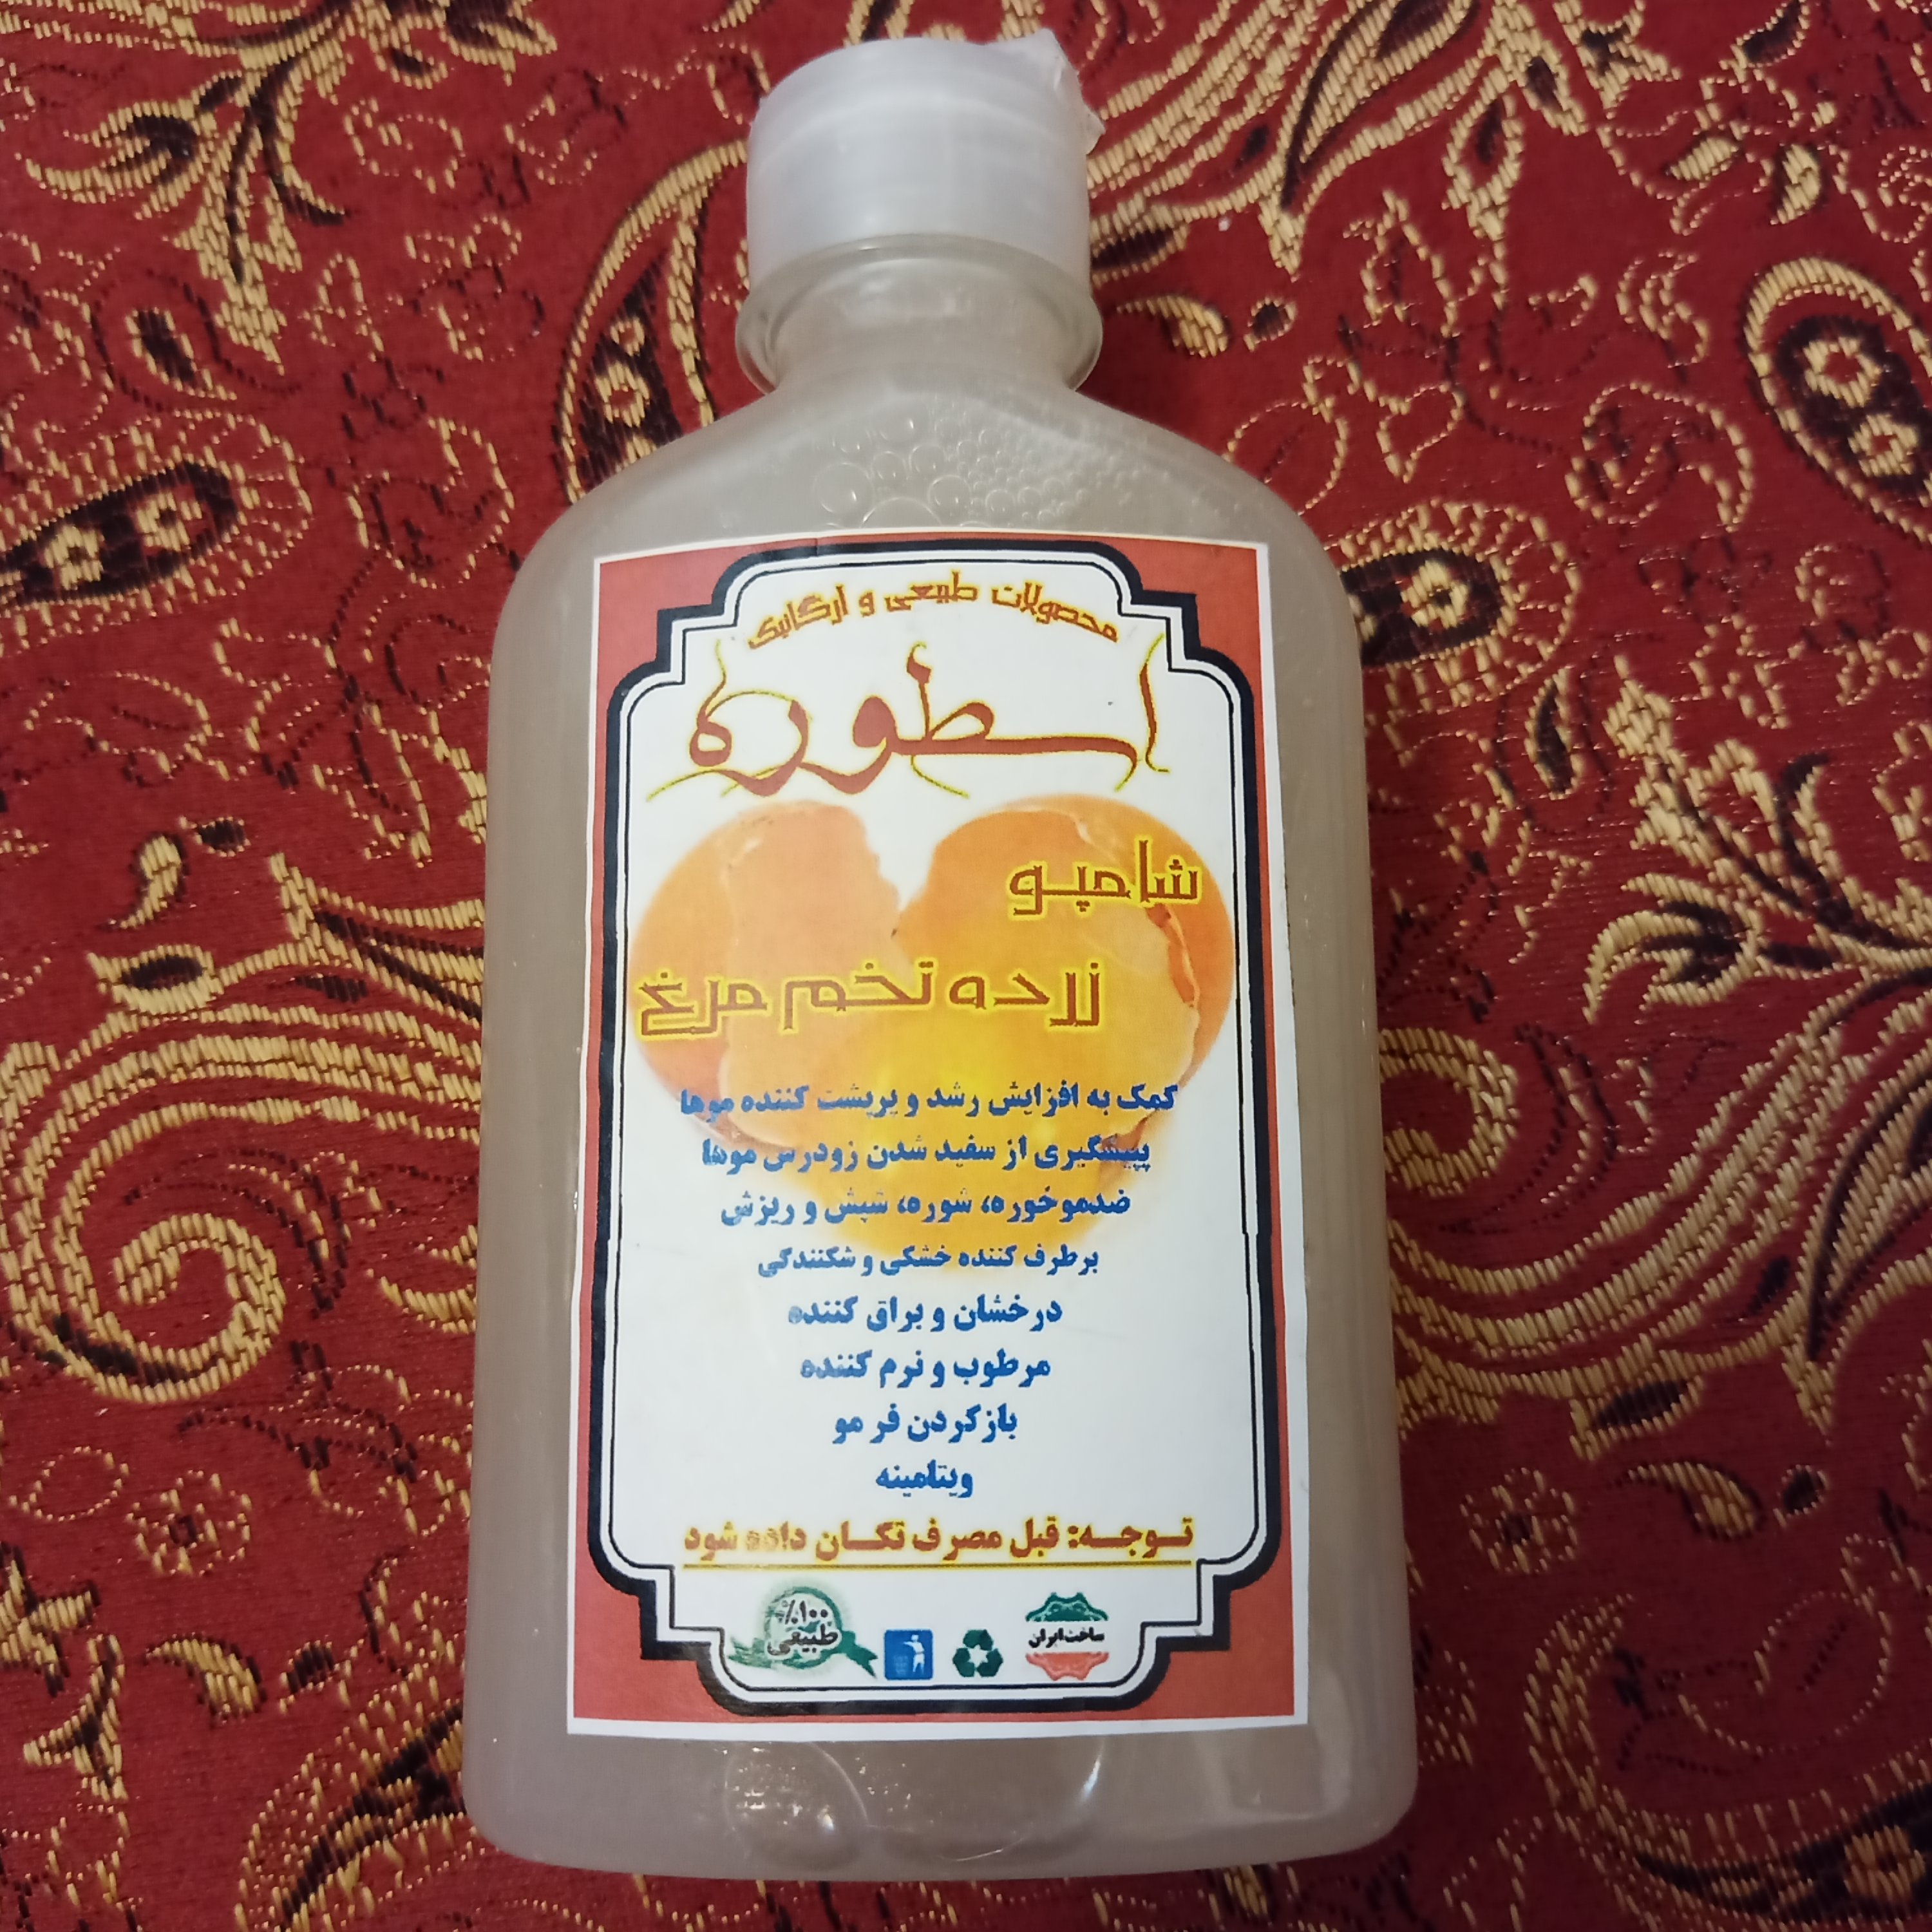 محصولات طبیعی و ارگانیک
اسطوره
شامپو
زرده تخم مرغ
کمک به افزایش رشد و پرپشت کننده موها
پیشگیری از سفید شدن زودرس موها
ضدموخوره، شوره، شپش و ریزش
برطرف کننده خشکی و شکنندگی
درخشان و براق کننده
مرطوب و نرم کننده
بازکردن فر مو
ویتامینه
توجه: قبل مصرف تکان داده شود
ساخت ایران
%۱۰۰
طبیعی